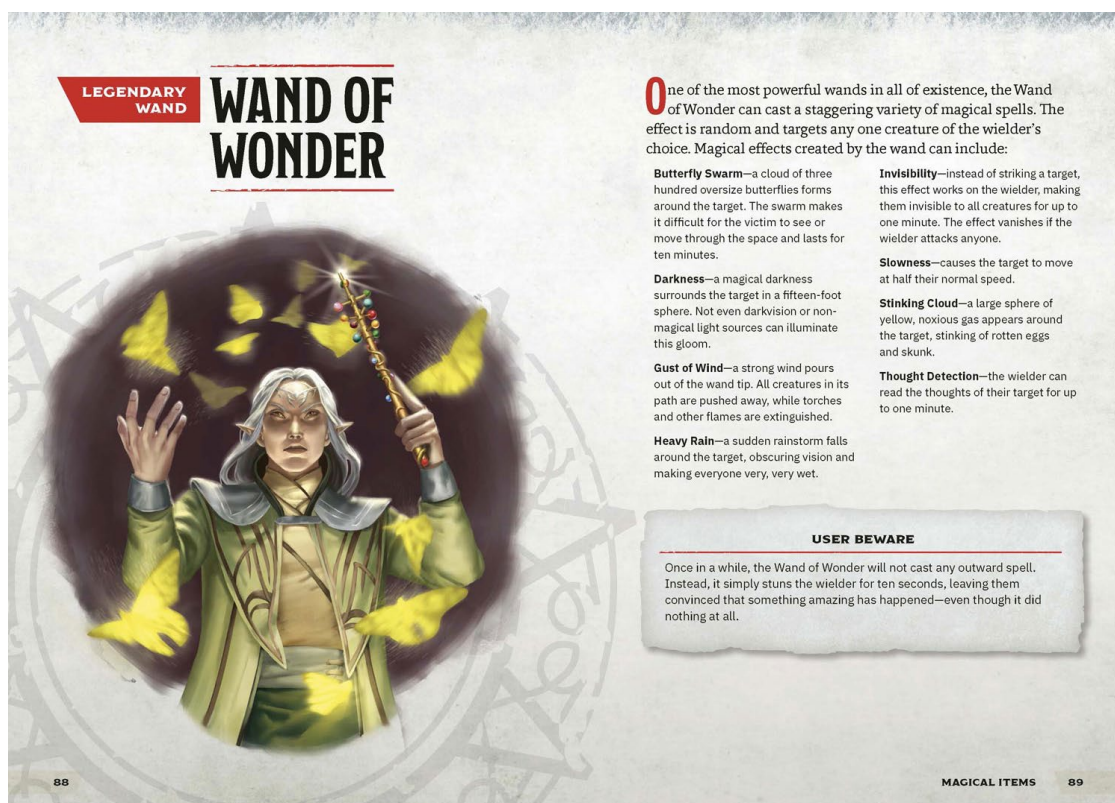 LEGENDARY
WAND
WAND OF
WONDER
One of the most powerful wands in all of existence, the Wand
of Wonder can cast a staggering variety of magical spells. The
effect is random and targets any one creature of the wielder's
choice. Magical effects created by the wand can include:
Butterfly Swarm—a cloud of three
hundred oversize butterflies forms
around the target. The swarm makes
it difficult for the victim to see or
move through the space and lasts for
ten minutes.
Darkness—a magical darkness
surrounds the target in a fifteen-foot
sphere. Not even darkvision or non-
magical light sources can illuminate
this gloom.
Gust of Wind—a strong wind pours
out of the wand tip. All creatures in its
path are pushed away, while torches
and other flames are extinguished.
Heavy Rain—a sudden rainstorm falls
around the target, obscuring vision and
making everyone very, very wet.
Invisibility—instead of striking a target,
this effect works on the wielder, making
them invisible to all creatures for up to
one minute. The effect vanishes if the
wielder attacks anyone.
Slowness—causes the target to move
at half their normal speed.
Stinking Cloud—a large sphere of
yellow, noxious gas appears around
the target, stinking of rotten eggs
and skunk.
Thought Detection—the wielder can
read the thoughts of their target for up
to one minute.
USER BEWARE
Once in a while, the Wand of Wonder will not cast any outward spell.
Instead, it simply stuns the wielder for ten seconds, leaving them
convinced that something amazing has happened—even though it did
nothing at all.
88
MAGICAL ITEMS 89